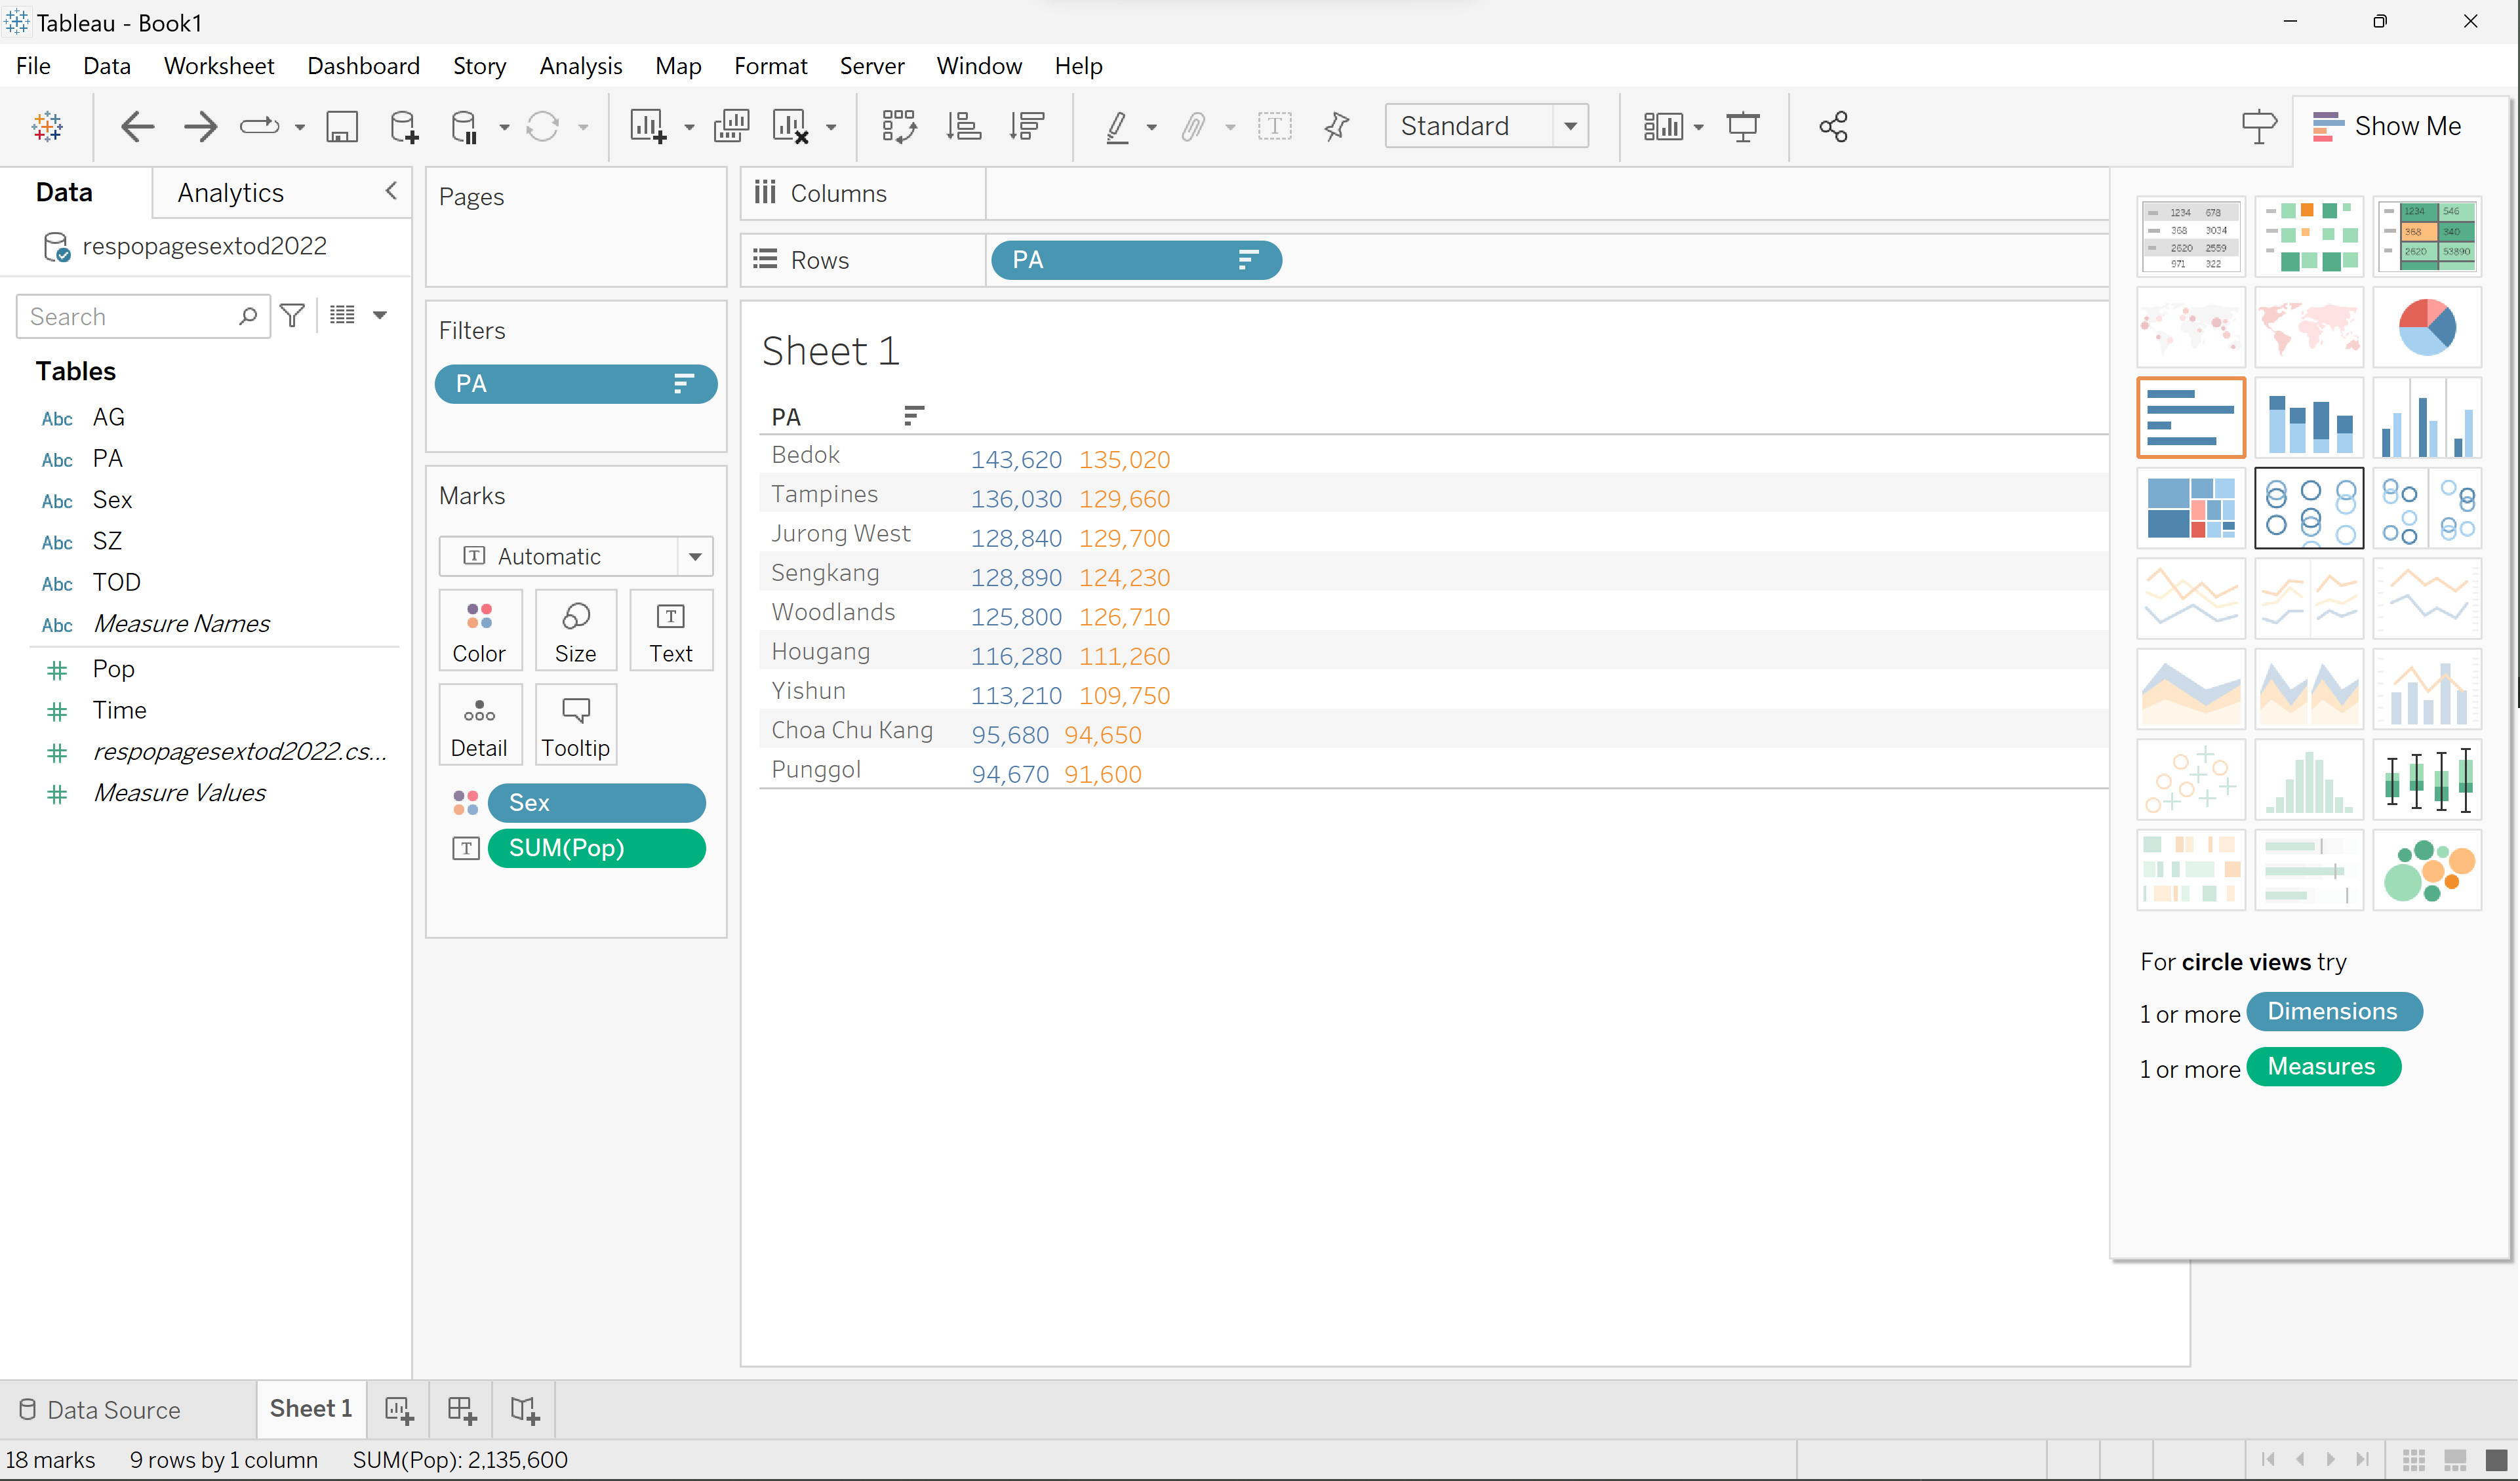 Tableau - Book1
File Data Worksheet Dashboard Story Analysis Map Format Server Window Help
Standard
Show Me
Data Analytics
respopagesextod2022
Search
Tables
Abc AG
Abc PA
Abc Sex
Abc SZ
Abc TOD
Abc Measure Names
Pop
Time
respopagesextod2022.cs...
Measure Values
Pages
Filters
PA
Marks
Automatic
Color Size Text
Detail Tooltip
Sex
SUM(Pop)
Columns
Rows PA
Sheet 1
PA
Bedok 143,620 135,020
Tampines 136,030 129,660
Jurong West 128,840 129,700
Sengkang 128,890 124,230
Woodlands 125,800 126,710
Hougang 116,280 111,260
Yishun 113,210 109,750
Choa Chu Kang 95,680 94,650
Punggol 94,670 91,600
1234 678
368 3034
2620 2559
971 322
1234 546
368 340
2620 53890
For circle views try
1 or more Dimensions
1 or more Measures
Data Source Sheet 1
18 marks 9 rows by 1 column SUM(Pop): 2,135,600